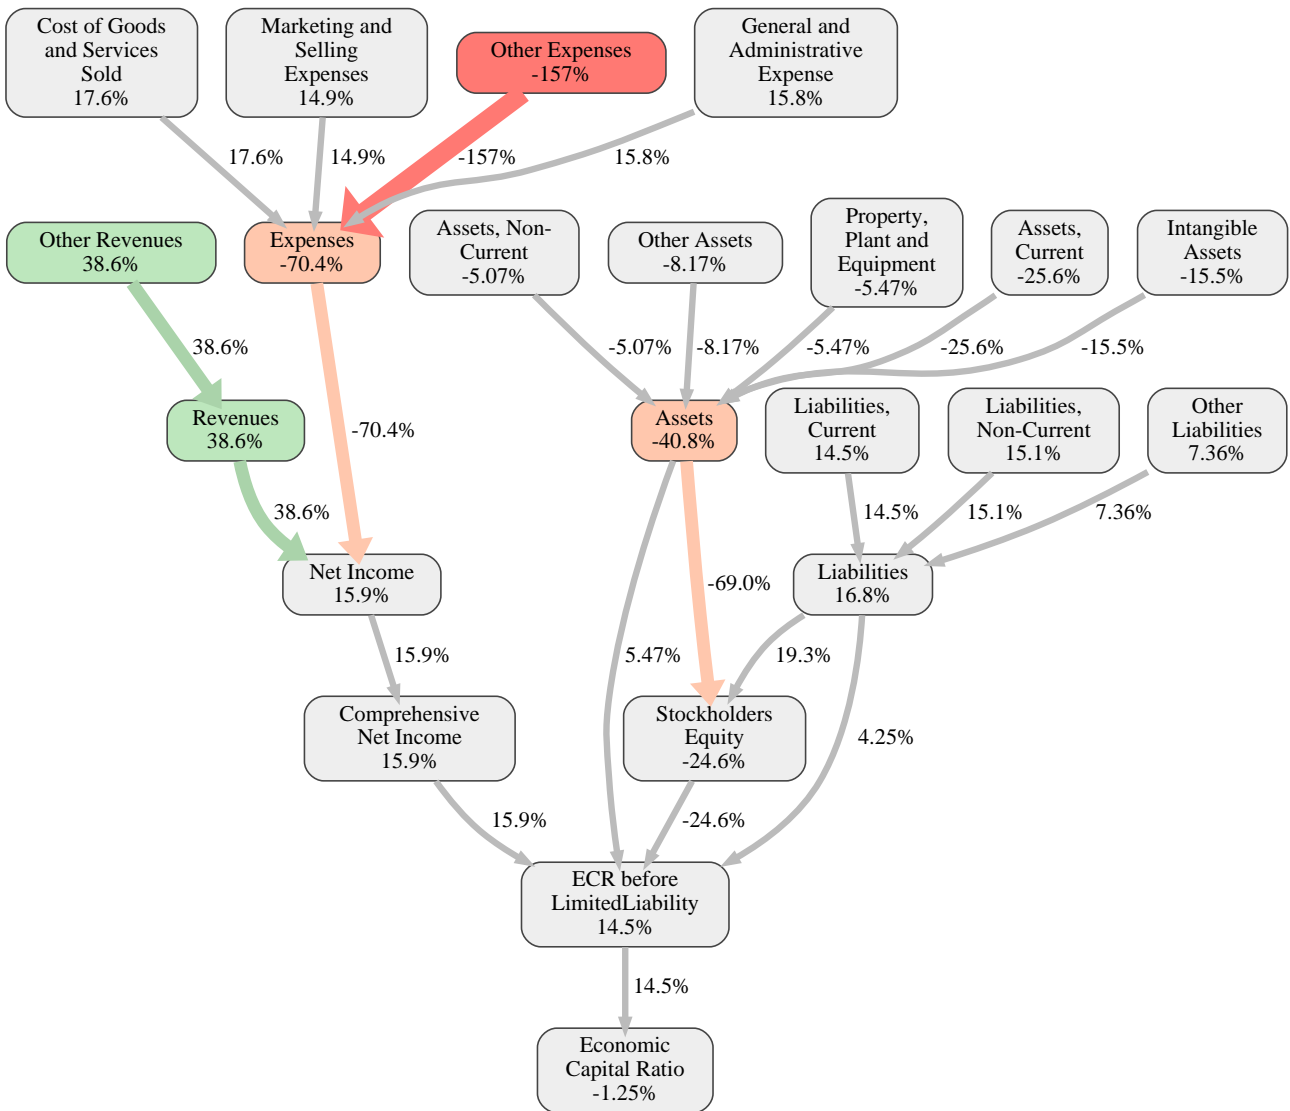 Cost of Goods
and Services
Sold
17.6%
Marketing and
Selling
Expenses
14.9%
Other Expenses
-157%
General and
Administrative
Expense
15.8%
17.6%
14.9%
-157%
15.8%
Other Revenues
38.6%
Expenses
-70.4%
Assets, Non-
Current
-5.07%
Other Assets
-8.17%
Property,
Plant and
Equipment
-5.47%
Assets,
Current
-25.6%
Intangible
Assets
-15.5%
38.6%
-5.07%
-8.17%
-5.47%
-25.6%
-15.5%
Revenues
38.6%
-70.4%
Assets
-40.8%
Liabilities,
Current
14.5%
Liabilities,
Non-Current
15.1%
Other
Liabilities
7.36%
38.6%
14.5%
15.1%
7.36%
Net Income
15.9%
-69.0%
Liabilities
16.8%
15.9%
5.47%
19.3%
Comprehensive
Net Income
15.9%
Stockholders
Equity
-24.6%
4.25%
15.9%
-24.6%
ECR before
LimitedLiability
14.5%
14.5%
Economic
Capital Ratio
-1.25%